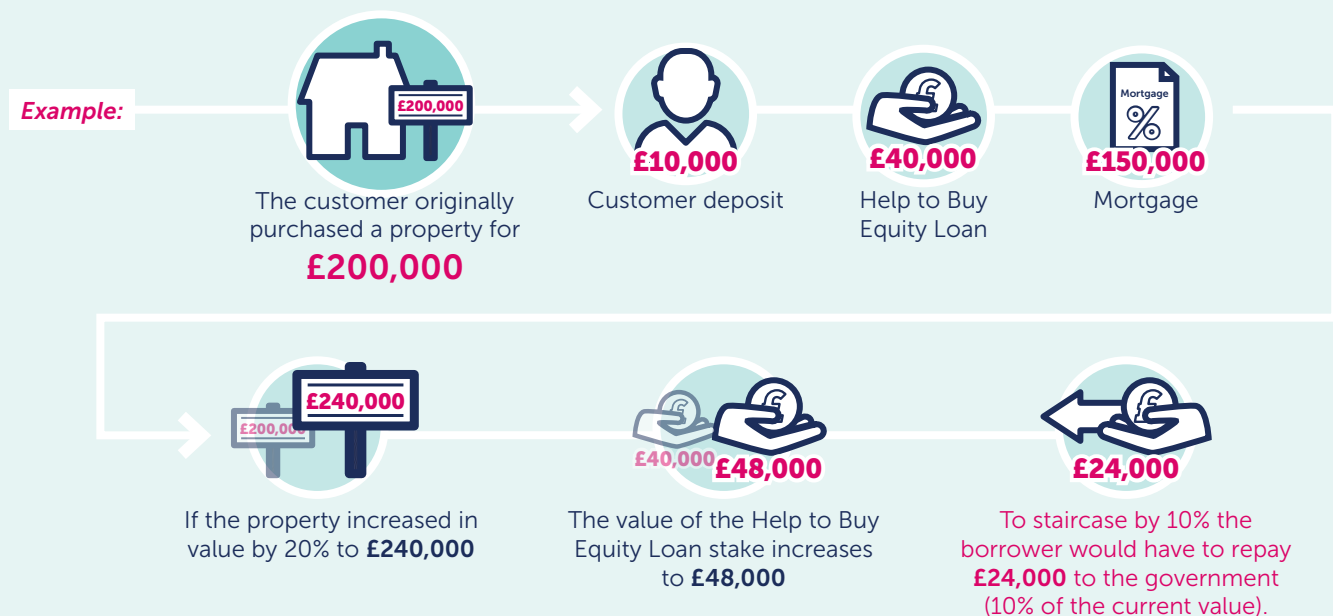 Example:
£200,000
The customer originally
purchased a property for
£200,000
£10,000
Customer deposit
£40,000
Help to Buy
Equity Loan
Mortgage
%
£150,000
Mortgage
£200,000
£240,000
If the property increased in
value by 20% to £240,000
£
£40,000
£
£48,000
The value of the Help to Buy
Equity Loan stake increases
to £48,000
£
£24,000
To staircase by 10% the
borrower would have to repay
£24,000 to the government
(10% of the current value).